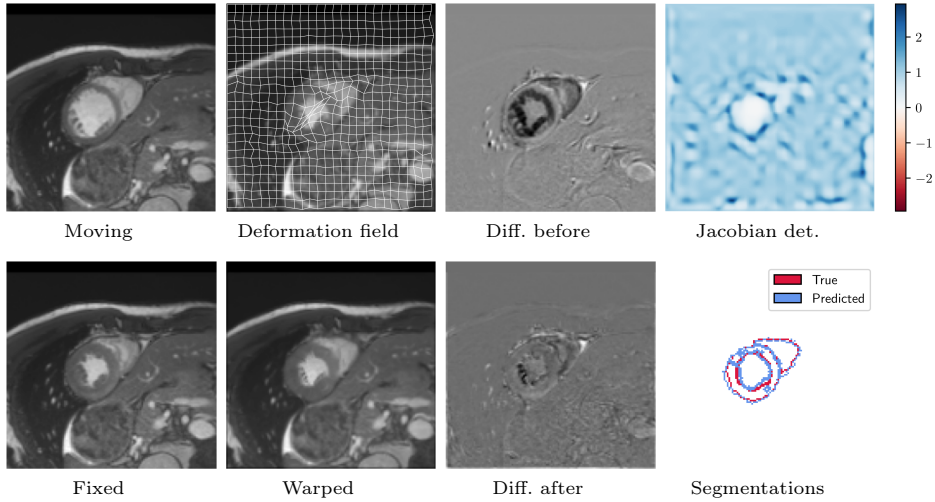 2
1
0
−1
−2
Moving
Deformation field
Diff. before
Jacobian det.
True
Predicted
Fixed
Warped
Diff. after
Segmentations